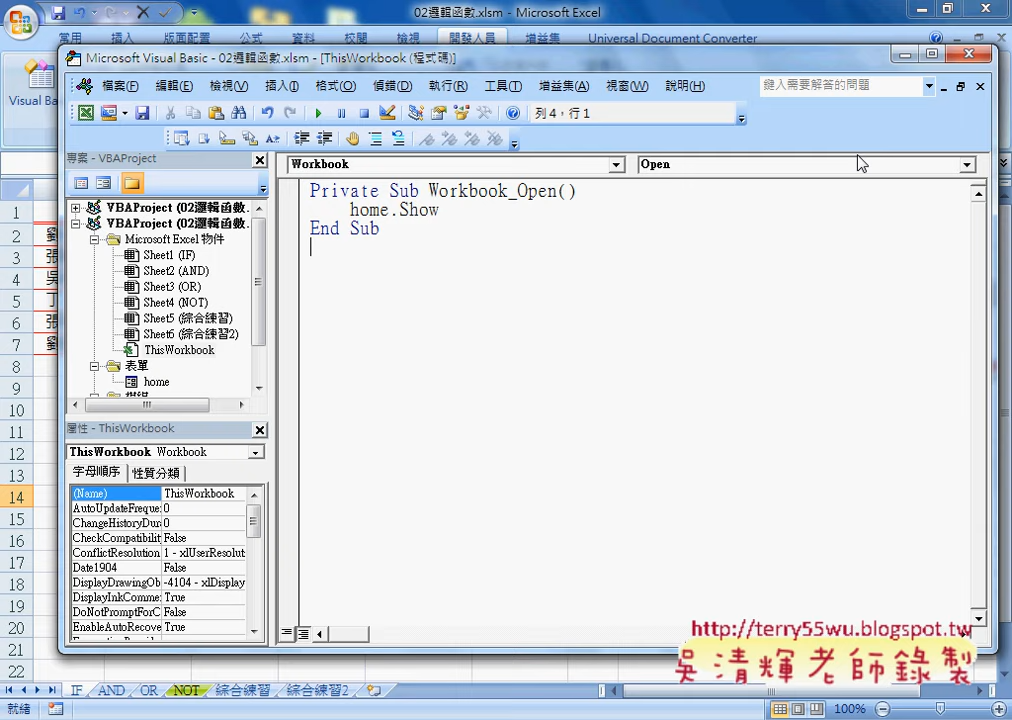 02邏輯函數.xlsm - Microsoft Excel
常用 插入 版面配置 公式 資料 校閱 檢視 開發人員 增益集 Universal Document Converter
Microsoft Visual Basic - 02邏輯函數.xlsm - [ThisWorkbook (程式碼)]
Visual Ba
檔案(F) 編輯(E) 檢視(V) 插入(I) 格式(O) 偵錯(D) 執行(R) 工具(T) 增益集(A) 視窗(W) 說明(H) 鍵入需要解答的問題
列 4，行 1
專案 - VBAProject
Workbook Open
VBAProject (02邏輯函數.
VBAProject (02邏輯函數.
Microsoft Excel 物件
Sheet1 (IF)
Sheet2 (AND)
Sheet3 (OR)
Sheet4 (NOT)
Sheet5 (綜合練習)
Sheet6 (綜合練習2)
ThisWorkbook
表單
home
Private Sub Workbook_Open()
home.Show
End Sub
屬性 - ThisWorkbook
ThisWorkbook Workbook
字母順序 性質分類
(Name) ThisWorkbook
AutoUpdateFreque 0
ChangeHistoryDur 0
CheckCompatibilit False
ConflictResolution 1 - xlUserResolut
Date1904 False
DisplayDrawingOb -4104 - xlDisplay
DisplayInkComme True
DoNotPromptForC False
EnableAutoRecove True
1
2
3
4
5
6
7
8
9
10
11
12
13
14
15
16
17
18
19
20
21
22
http://terry55wu.blogspot.tw
吳清輝老師錄製
IF AND OR NOT 綜合練習 綜合練習2
就緒 100%